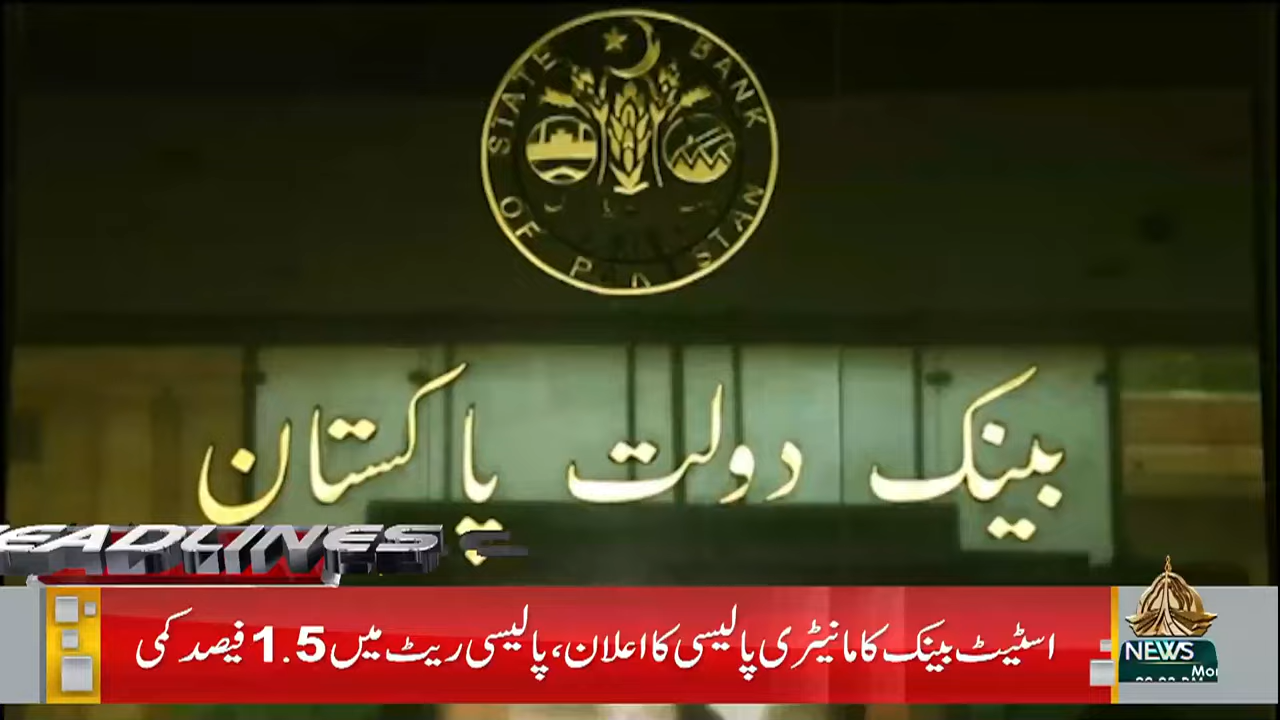 STATE BANK OF PAKISTAN
بینک دولت پاکستان
HEADLINES
اسٹیٹ بینک کا مانیٹری پالیسی کا اعلان، پالیسی ریٹ میں 1.5 فیصد کمی
NEWS